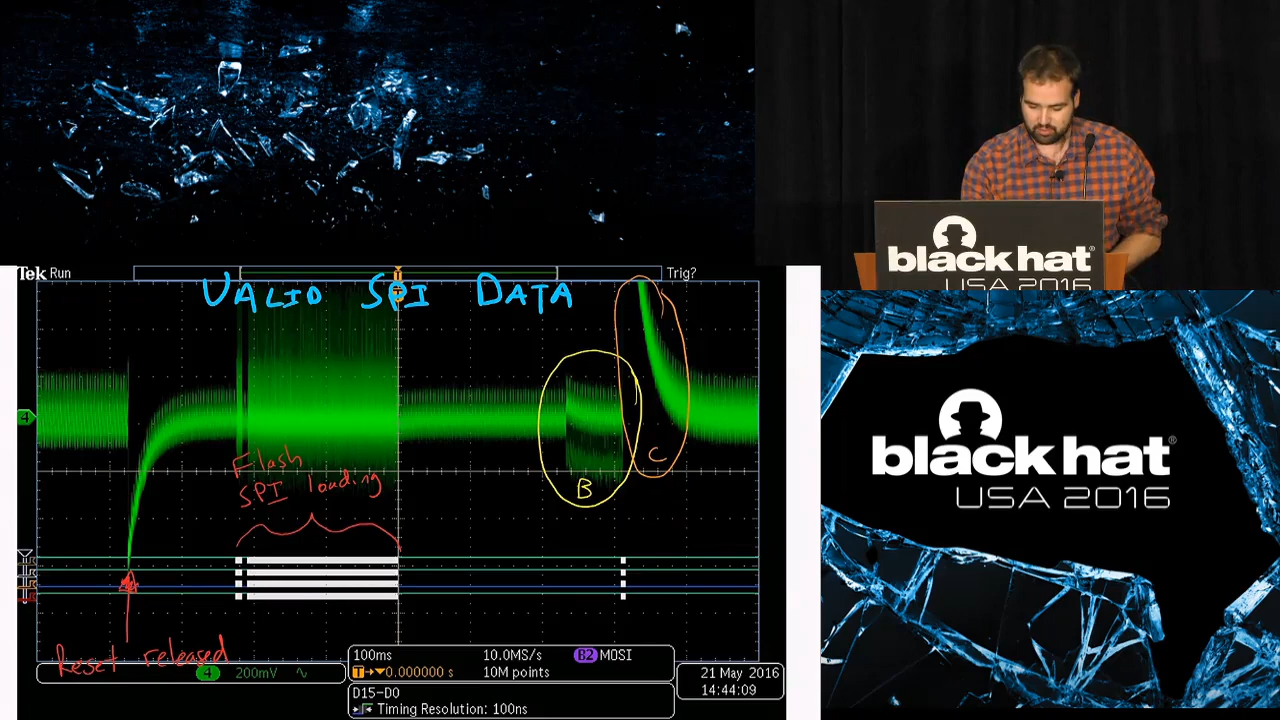 Tek Run
Trig?
VALID SPI DATA
4
Flash
SPI loading
B
C
Reset released
4 200mV
100ms 10.0MS/s B2 MOSI
T 0.000000 s 10M points
D15-D0
Timing Resolution: 100ns
21 May 2016
14:44:09
black hat®
USA 2016
black hat®
USA 2016